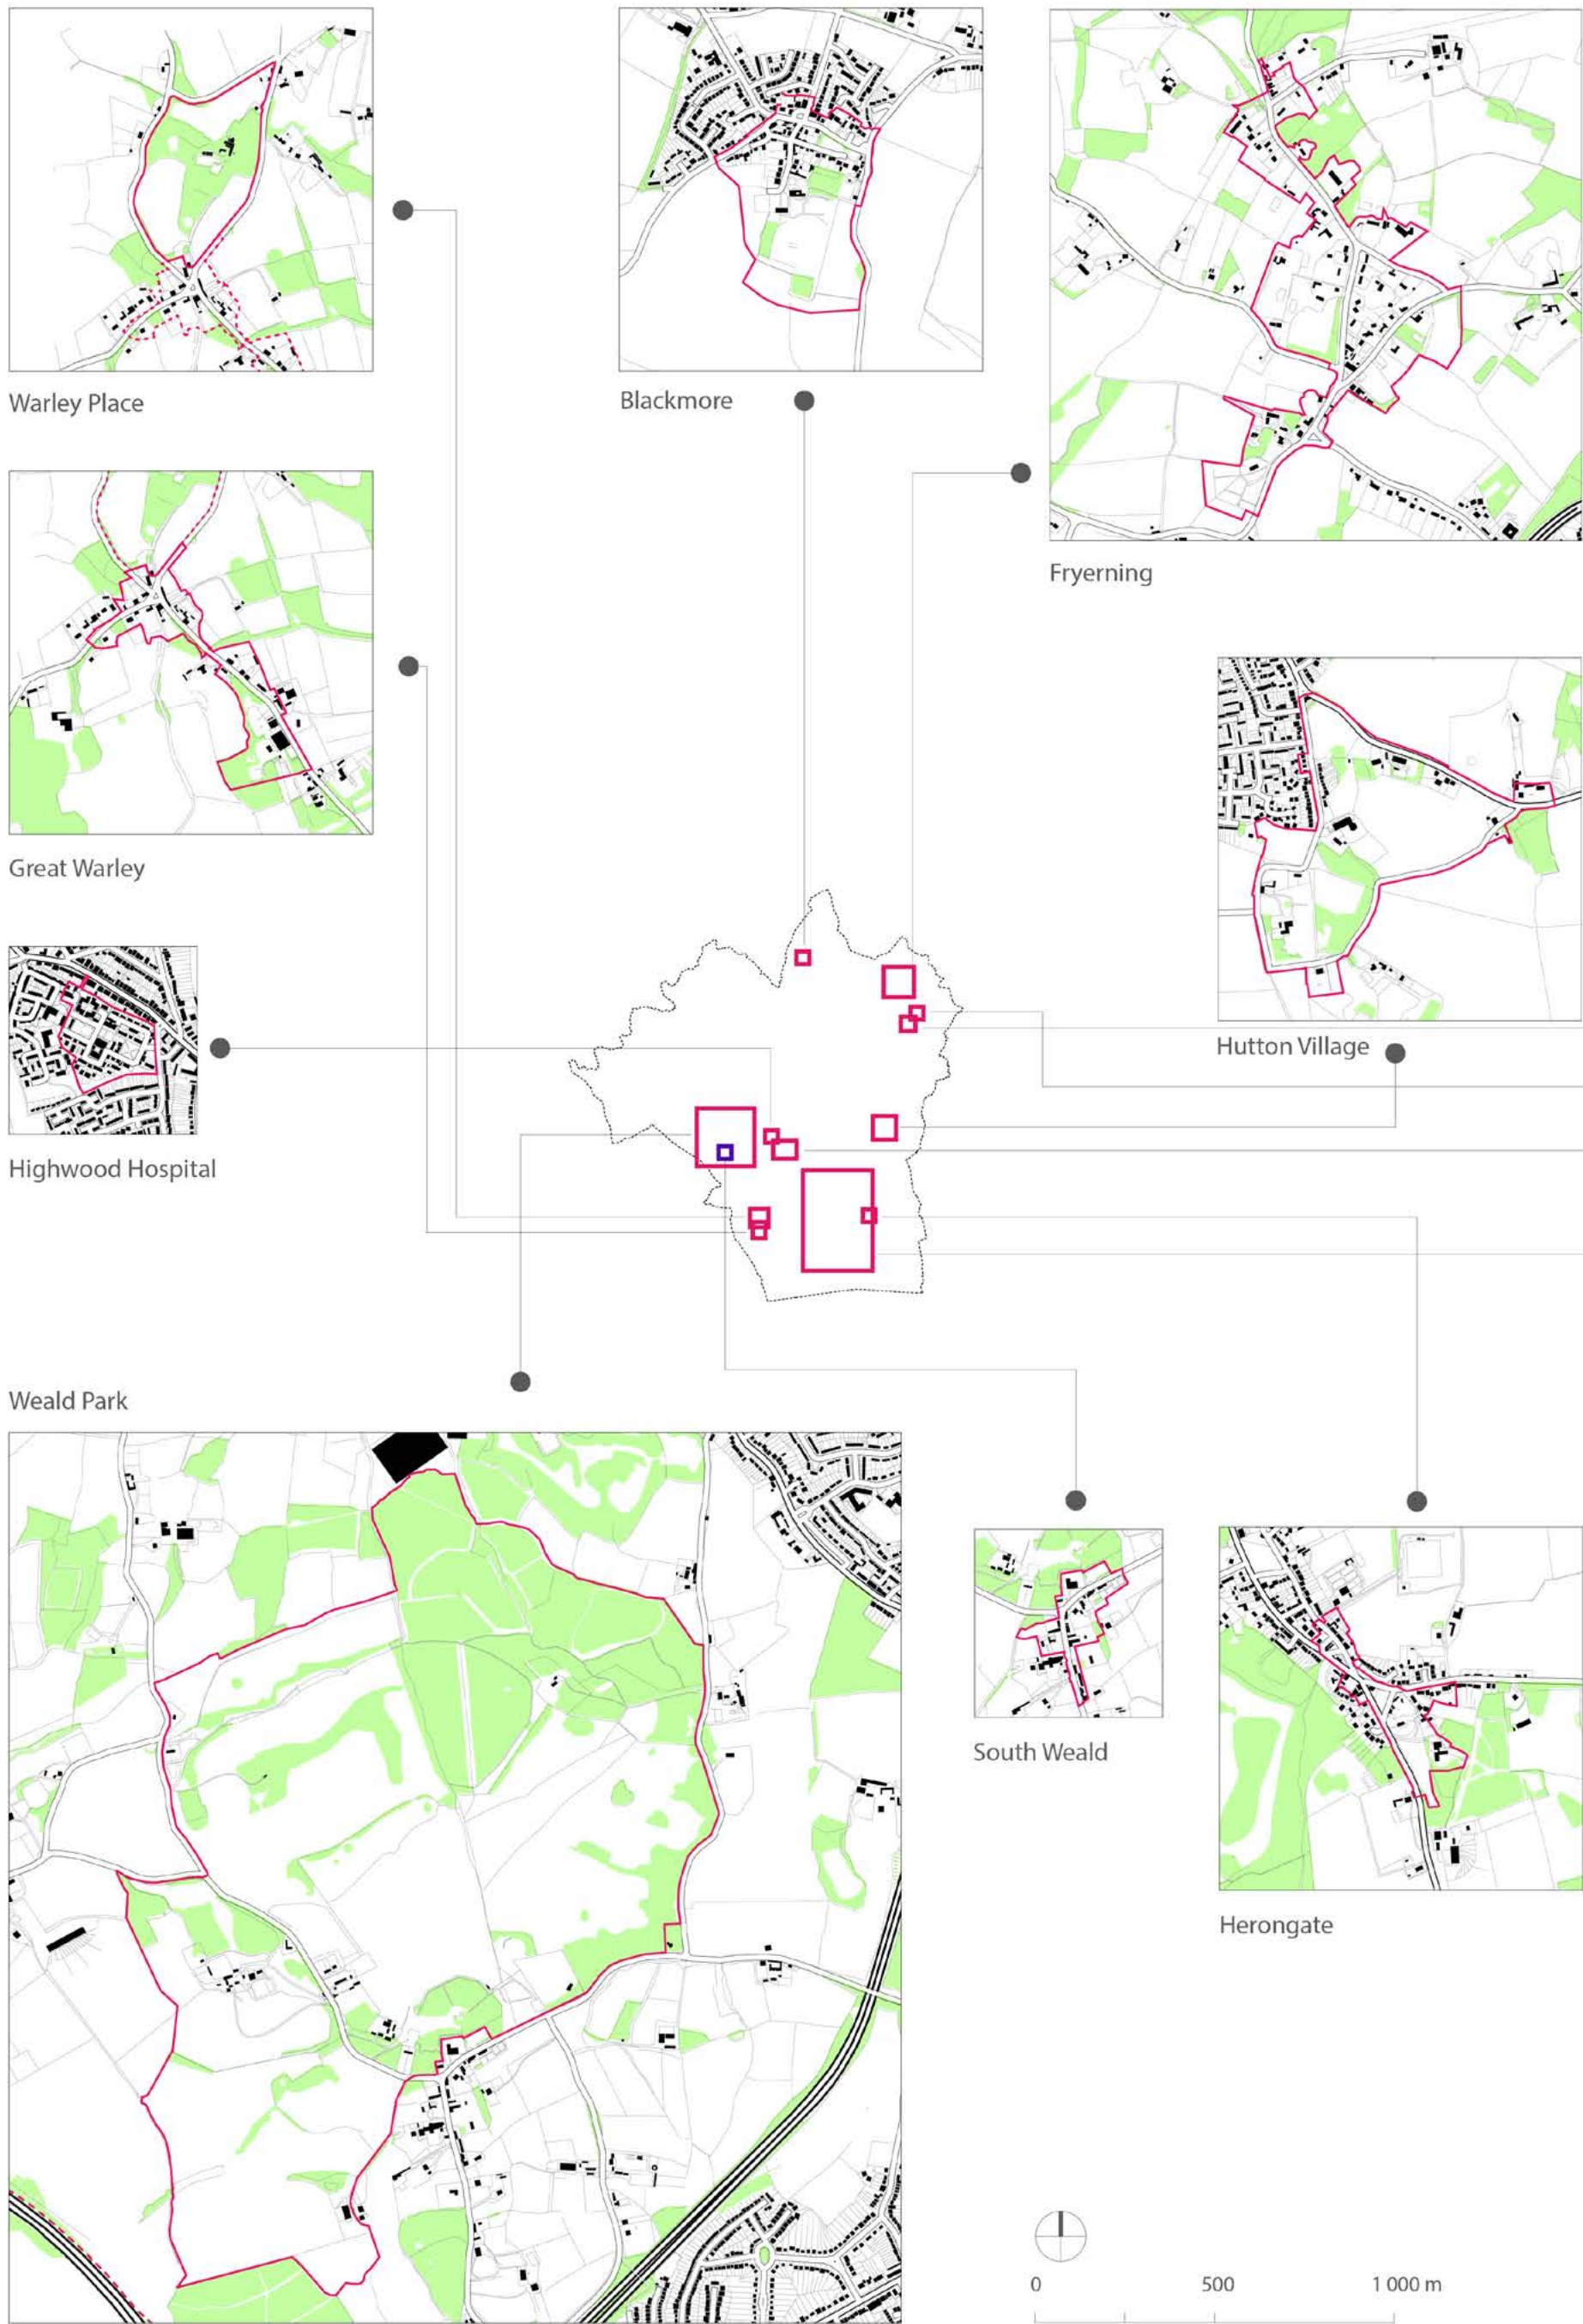 Warley Place
Blackmore
Fryerning
Great Warley
Hutton Village
Highwood Hospital
Weald Park
South Weald
Herongate
0 500 1 000 m